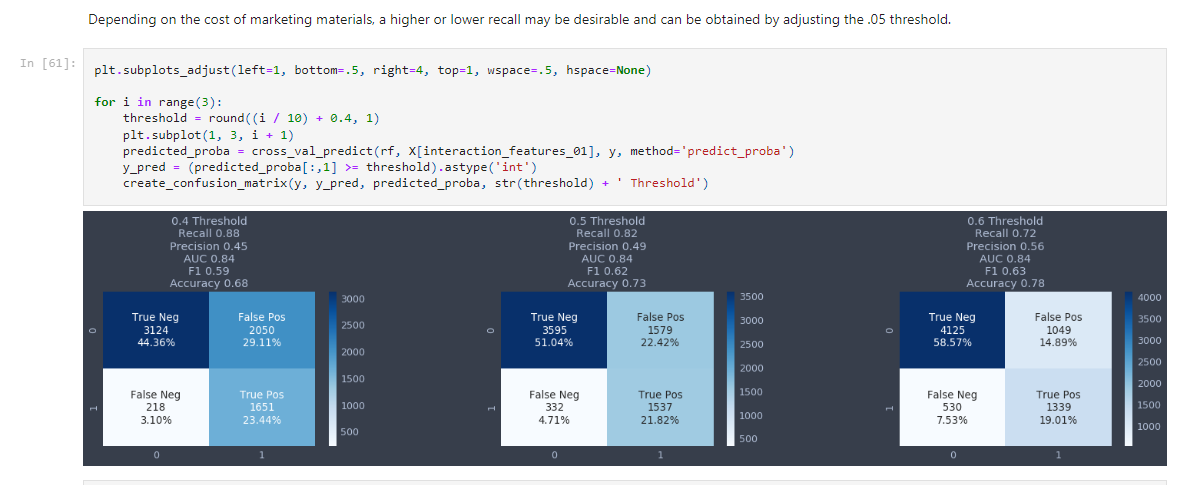 Depending on the cost of marketing materials, a higher or lower recall may be desirable and can be obtained by adjusting the .05 threshold.
In [61]:
plt.subplots_adjust(left=1, bottom=.5, right=4, top=1, wspace=.5, hspace=None)
for i in range(3):
    threshold = round((i / 10) + 0.4, 1)
    plt.subplot(1, 3, i + 1)
    predicted_proba = cross_val_predict(rf, X[interaction_features_01], y, method='predict_proba')
    y_pred = (predicted_proba[:,1] >= threshold).astype('int')
    create_confusion_matrix(y, y_pred, predicted_proba, str(threshold) + ' Threshold')
0.4 Threshold
Recall 0.88
Precision 0.45
AUC 0.84
F1 0.59
Accuracy 0.68
0
True Neg
3124
44.36%
False Pos
2050
29.11%
1
False Neg
218
3.10%
True Pos
1651
23.44%
0
1
3000
2500
2000
1500
1000
500
0.5 Threshold
Recall 0.82
Precision 0.49
AUC 0.84
F1 0.62
Accuracy 0.73
0
True Neg
3595
51.04%
False Pos
1579
22.42%
1
False Neg
332
4.71%
True Pos
1537
21.82%
0
1
3500
3000
2500
2000
1500
1000
500
0.6 Threshold
Recall 0.72
Precision 0.56
AUC 0.84
F1 0.63
Accuracy 0.78
0
True Neg
4125
58.57%
False Pos
1049
14.89%
1
False Neg
530
7.53%
True Pos
1339
19.01%
0
1
4000
3500
3000
2500
2000
1500
1000